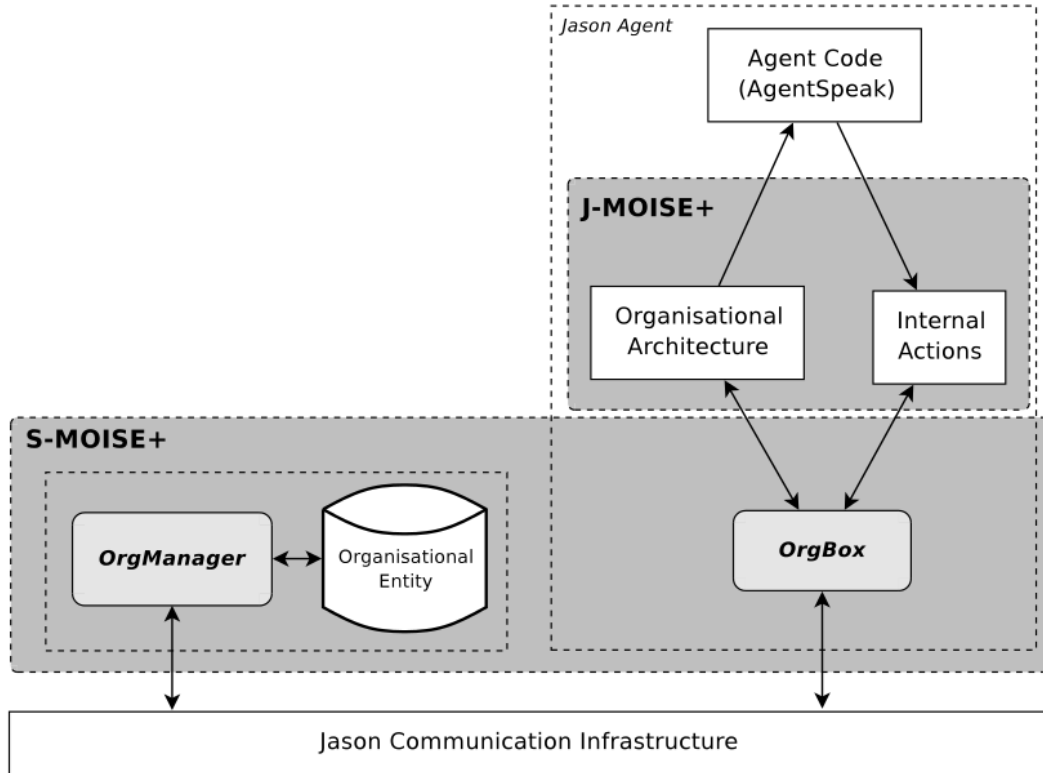 Jason Agent
Agent Code
(AgentSpeak)
J-MOISE+
Organisational
Architecture
Internal
Actions
S-MOISE+
OrgManager
Organisational
Entity
OrgBox
Jason Communication Infrastructure